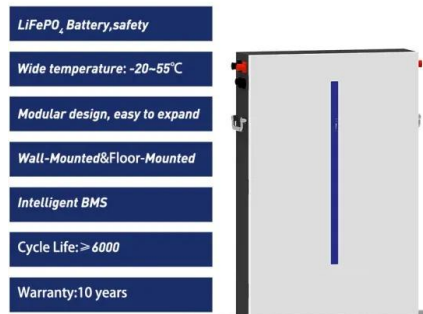 LiFePO₄ Battery,safety
Wide temperature: -20~55℃
Modular design, easy to expand
Wall-Mounted&Floor-Mounted
Intelligent BMS
Cycle Life:≥6000
Warranty:10 years